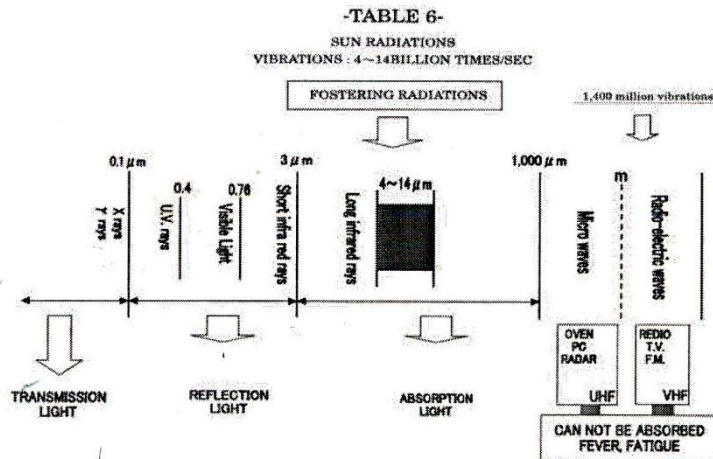 -TABLE 6-
SUN RADIATIONS
VIBRATIONS : 4～14BILLION TIMES/SEC
FOSTERING RADIATIONS
1,400 million vibrations
0.1 μm
3 μm
1,000 μm
m
0.4
0.76
4～14μm
X rays
γ rays
U.V. rays
Visible Light
Short infra red rays
Long infrared rays
Micro waves
Radio-electric waves
OVEN
PC
RADAR
UHF
REDIO
T.V.
F.M.
VHF
TRANSMISSION
LIGHT
REFLECTION
LIGHT
ABSORPTION
LIGHT
CAN NOT BE ABSORBED
FEVER, FATIGUE